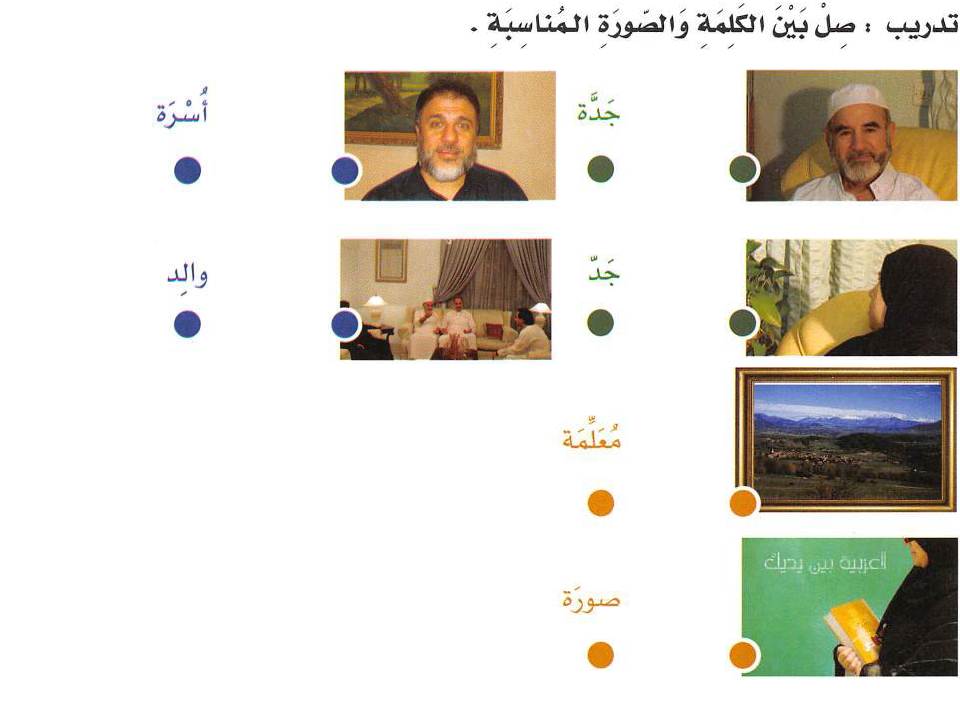 تدريب : صِلْ بَيْنَ الكَلِمَةِ وَالصّورَةِ المُناسِبَةِ .
جَدَّة
أُسْرَة
جَدّ
والِد
مُعَلِّمَة
العربية بين يديك
صورَة